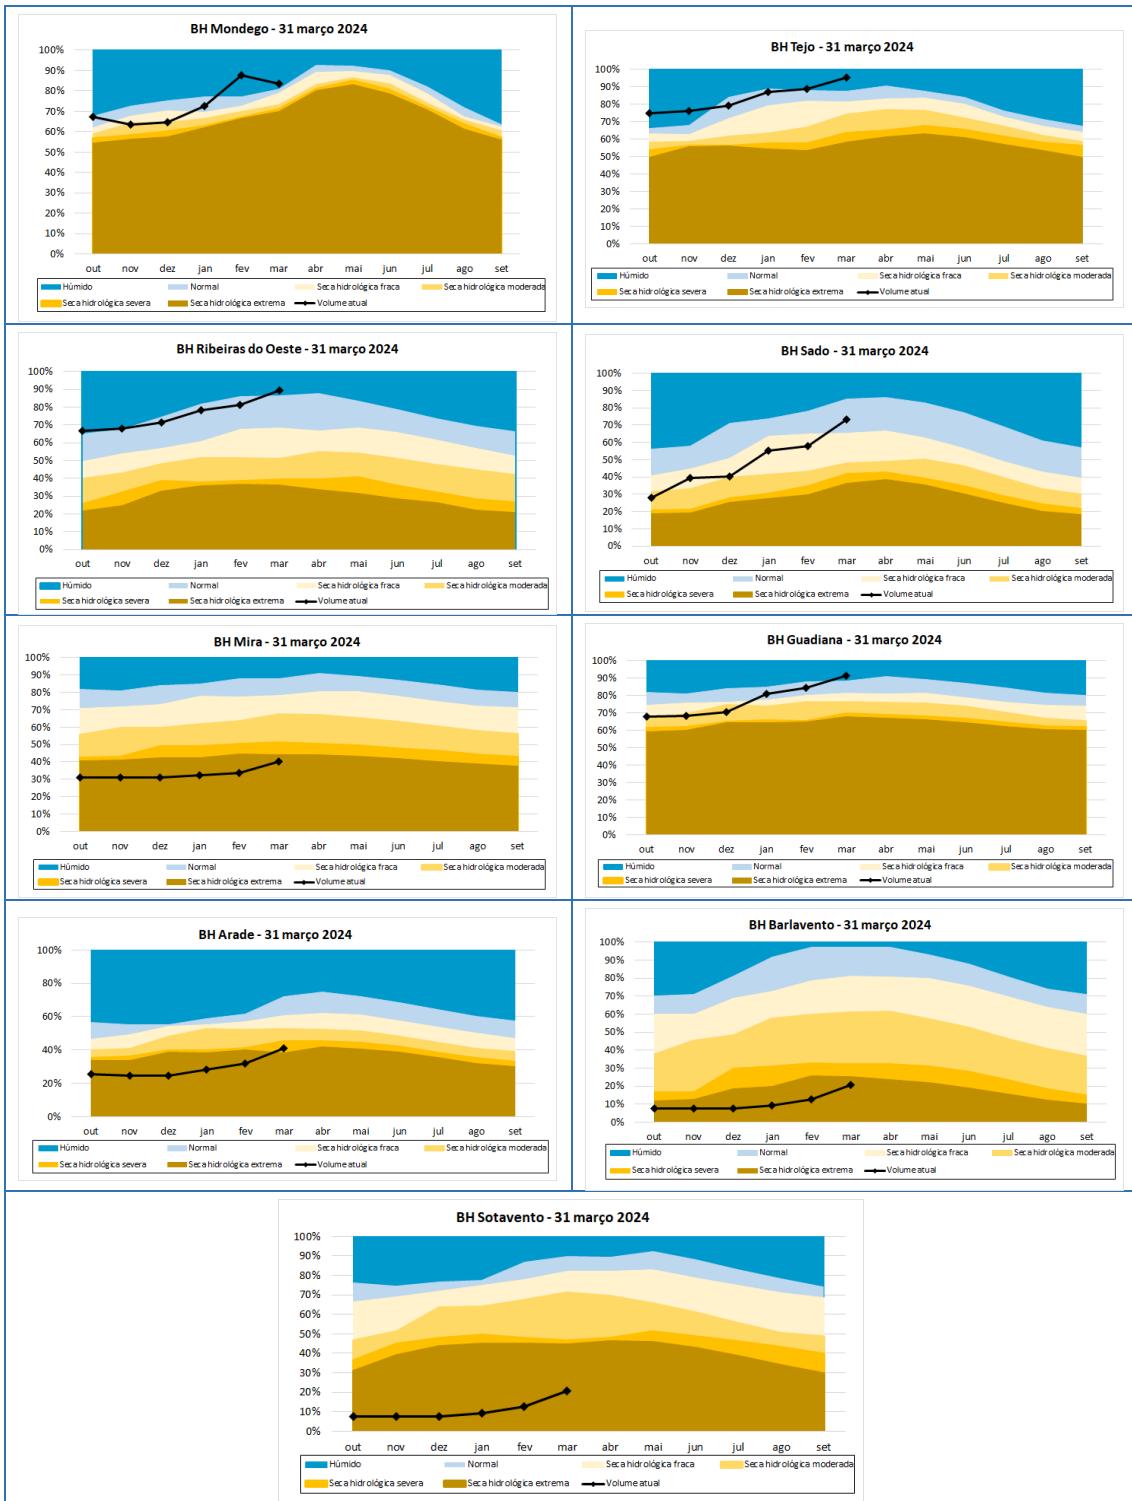 BH Mondego - 31 março 2024
100%
90%
80%
70%
60%
50%
40%
30%
20%
10%
0%
out nov dez jan fev mar abr mai jun jul ago set
Húmido Normal Seca hidrológica fraca Seca hidrológica moderada
Seca hidrológica severa Seca hidrológica extrema Volume atual
BH Tejo - 31 março 2024
100%
90%
80%
70%
60%
50%
40%
30%
20%
10%
0%
out nov dez jan fev mar abr mai jun jul ago set
Húmido Normal Seca hidrológica fraca Seca hidrológica moderada
Seca hidrológica severa Seca hidrológica extrema Volume atual
BH Ribeiras do Oeste - 31 março 2024
100%
90%
80%
70%
60%
50%
40%
30%
20%
10%
0%
out nov dez jan fev mar abr mai jun jul ago set
Húmido Normal Seca hidrológica fraca Seca hidrológica moderada
Seca hidrológica severa Seca hidrológica extrema Volume atual
BH Sado - 31 março 2024
100%
90%
80%
70%
60%
50%
40%
30%
20%
10%
0%
out nov dez jan fev mar abr mai jun jul ago set
Húmido Normal Seca hidrológica fraca Seca hidrológica moderada
Seca hidrológica severa Seca hidrológica extrema Volume atual
BH Mira - 31 março 2024
100%
90%
80%
70%
60%
50%
40%
30%
20%
10%
0%
out nov dez jan fev mar abr mai jun jul ago set
Húmido Normal Seca hidrológica fraca Seca hidrológica moderada
Seca hidrológica severa Seca hidrológica extrema Volume atual
BH Guadiana - 31 março 2024
100%
90%
80%
70%
60%
50%
40%
30%
20%
10%
0%
out nov dez jan fev mar abr mai jun jul ago set
Húmido Normal Seca hidrológica fraca Seca hidrológica moderada
Seca hidrológica severa Seca hidrológica extrema Volume atual
BH Arade - 31 março 2024
100%
80%
60%
40%
20%
0%
out nov dez jan fev mar abr mai jun jul ago set
Húmido Normal Seca hidrológica fraca Seca hidrológica moderada
Seca hidrológica severa Seca hidrológica extrema Volume atual
BH Barlavento - 31 março 2024
100%
90%
80%
70%
60%
50%
40%
30%
20%
10%
0%
out nov dez jan fev mar abr mai jun jul ago set
Húmido Normal Seca hidrológica fraca Seca hidrológica moderada
Seca hidrológica severa Seca hidrológica extrema Volume atual
BH Sotavento - 31 março 2024
100%
90%
80%
70%
60%
50%
40%
30%
20%
10%
0%
out nov dez jan fev mar abr mai jun jul ago set
Húmido Normal Seca hidrológica fraca Seca hidrológica moderada
Seca hidrológica severa Seca hidrológica extrema Volume atual